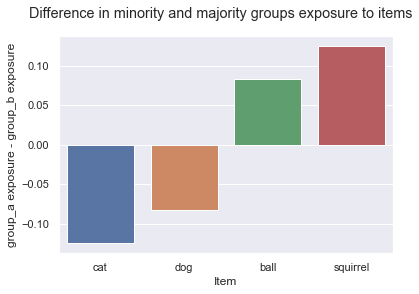 Difference in minority and majority groups exposure to items
group_a exposure - group_b exposure
0.10
0.05
0.00
−0.05
−0.10
cat dog ball squirrel
Item